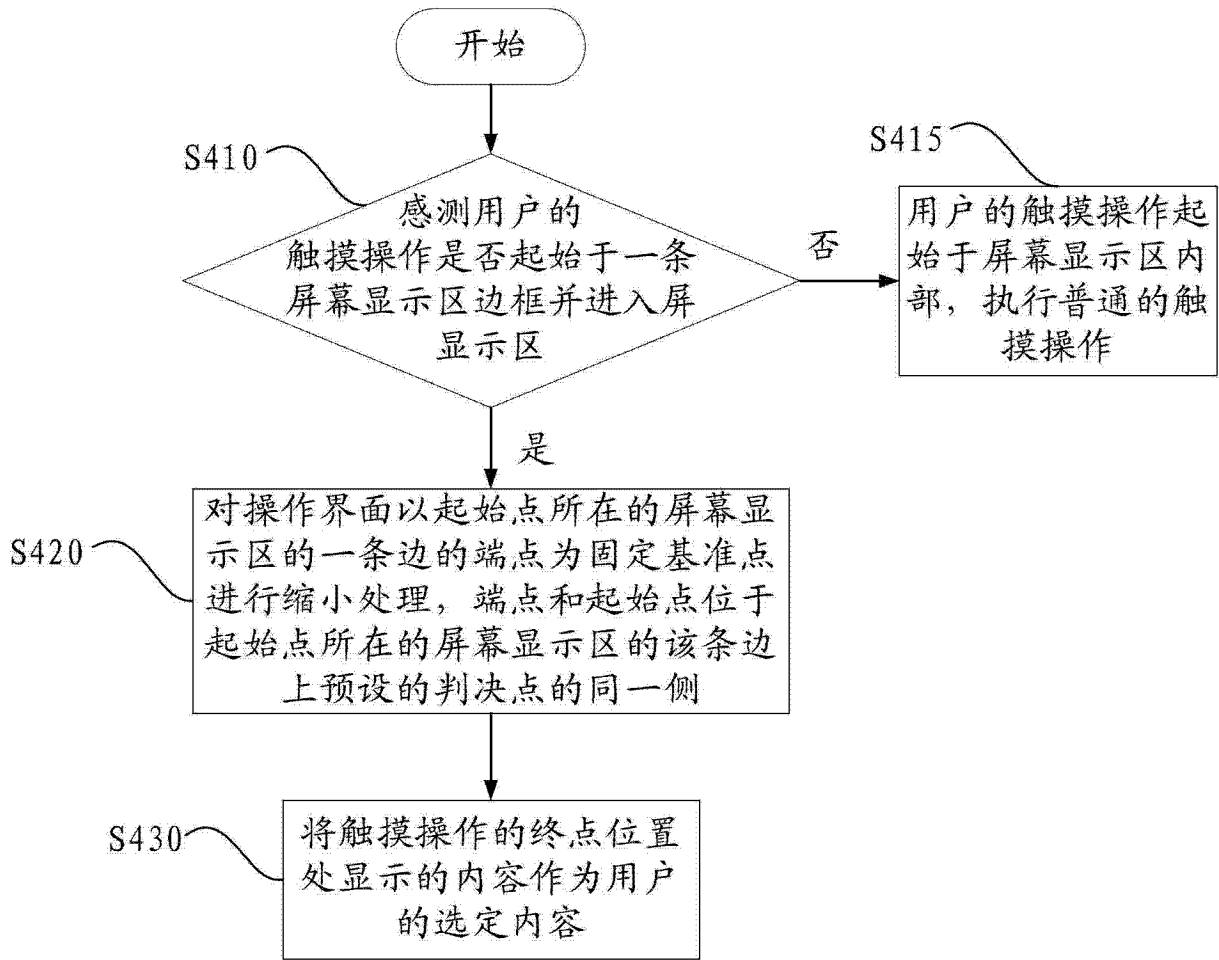 开始
S410
感测用户的
触摸操作是否起始于一条
屏幕显示区边框并进入屏
显示区
否
S415
用户的触摸操作起
始于屏幕显示区内
部，执行普通的触
摸操作
是
S420
对操作界面以起始点所在的屏幕显
示区的一条边的端点为固定基准点
进行缩小处理，端点和起始点位于
起始点所在的屏幕显示区的该条边
上预设的判决点的同一侧
S430
将触摸操作的终点位置
处显示的内容作为用户
的选定内容